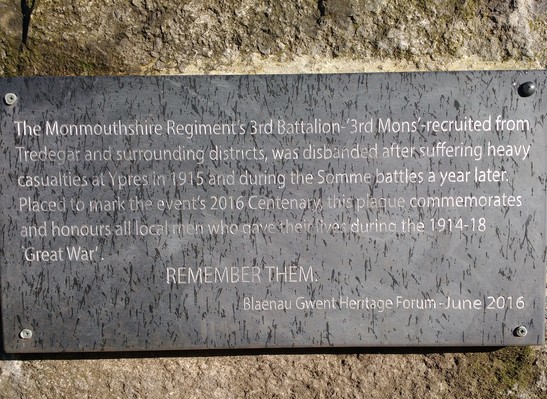 The Monmouthshire Regiment's 3rd Battalion-'3rd Mons'-recruited from
Tredegar and surrounding districts, was disbanded after suffering heavy
casualties at Ypres in 1915 and during the Somme battles a year later.
Placed to mark the event's 2016 Centenary, this plaque commemorates
and honours all local men who gave their lives during the 1914-18
'Great War'.
REMEMBER THEM.
Blaenau Gwent Heritage Forum-June 2016